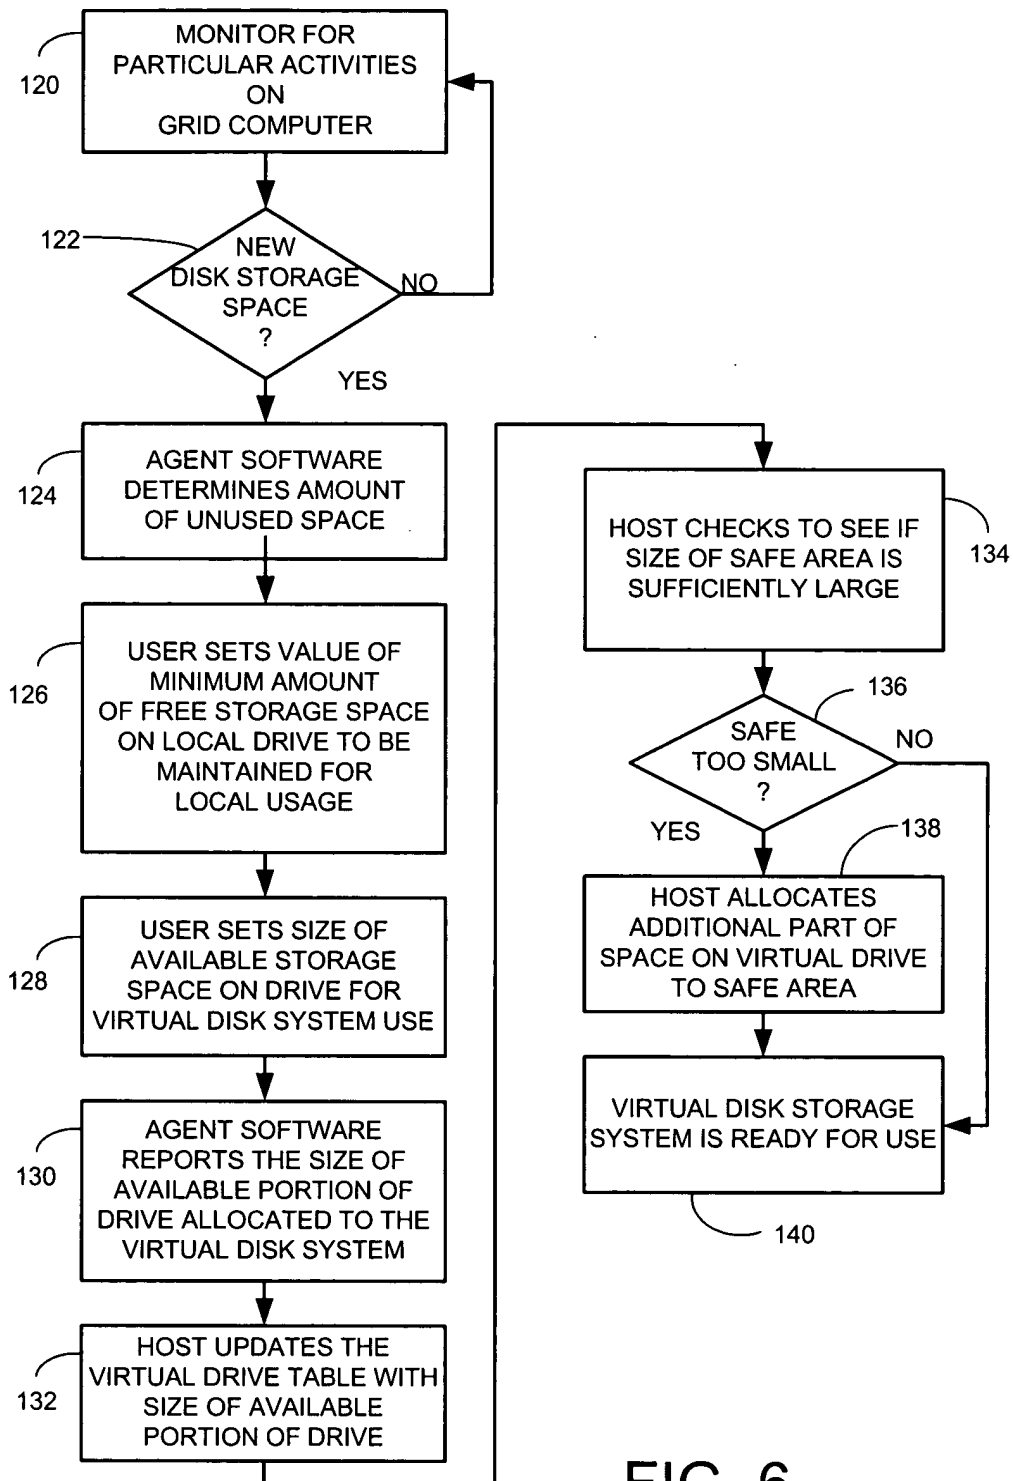 MONITOR FOR
PARTICULAR ACTIVITIES
ON
GRID COMPUTER
120
122
NEW
DISK STORAGE
SPACE
?
NO
YES
AGENT SOFTWARE
DETERMINES AMOUNT
OF UNUSED SPACE
124
USER SETS VALUE OF
MINIMUM AMOUNT
OF FREE STORAGE SPACE
ON LOCAL DRIVE TO BE
MAINTAINED FOR
LOCAL USAGE
126
USER SETS SIZE OF
AVAILABLE STORAGE
SPACE ON DRIVE FOR
VIRTUAL DISK SYSTEM USE
128
AGENT SOFTWARE
REPORTS THE SIZE OF
AVAILABLE PORTION OF
DRIVE ALLOCATED TO THE
VIRTUAL DISK SYSTEM
130
HOST UPDATES THE
VIRTUAL DRIVE TABLE WITH
SIZE OF AVAILABLE
PORTION OF DRIVE
132
HOST CHECKS TO SEE IF
SIZE OF SAFE AREA IS
SUFFICIENTLY LARGE
134
136
SAFE
TOO SMALL
?
NO
YES
138
HOST ALLOCATES
ADDITIONAL PART OF
SPACE ON VIRTUAL DRIVE
TO SAFE AREA
VIRTUAL DISK STORAGE
SYSTEM IS READY FOR USE
140
FIG. 6